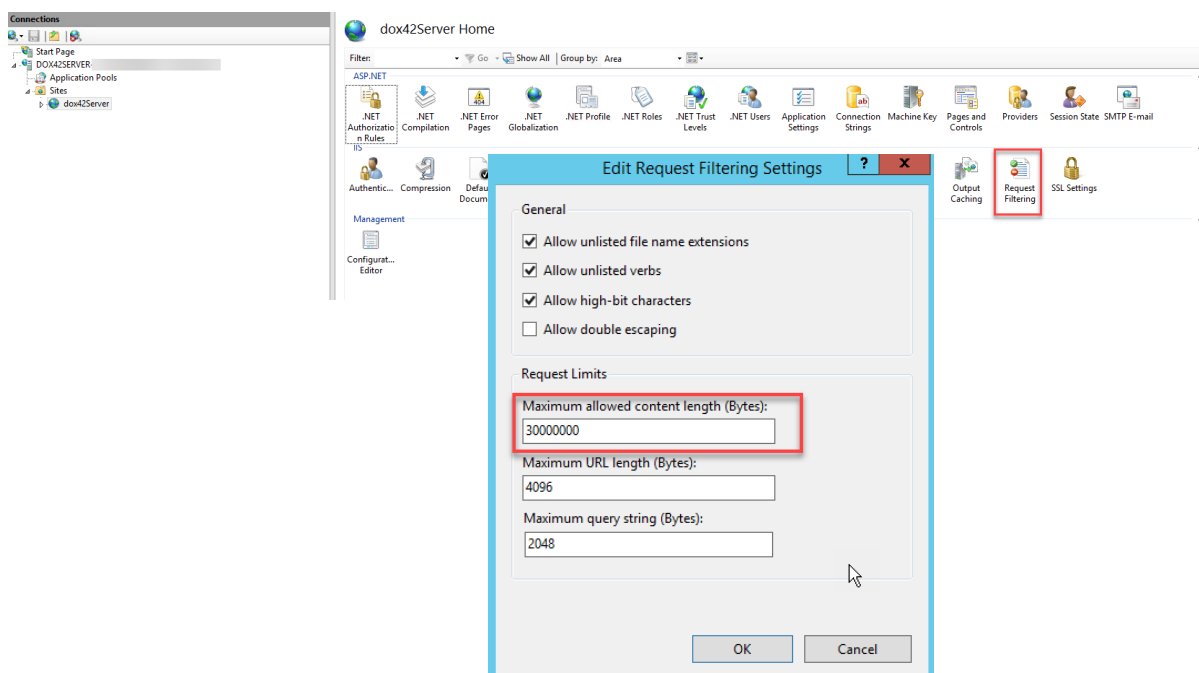 Connections
Start Page
DOX42SERVER
Application Pools
Sites
dox42Server
dox42Server Home
Filter: Go Show All Group by: Area
ASP.NET
.NET Authorizatio n Rules
.NET Compilation
.NET Error Pages
.NET Globalization
.NET Profile
.NET Roles
.NET Trust Levels
.NET Users
Application Settings
Connection Strings
Machine Key
Pages and Controls
Providers
Session State
SMTP E-mail
IIS
Authentic...
Compression
Defau
Docum
Output Caching
Request Filtering
SSL Settings
Management
Configurat... Editor
Edit Request Filtering Settings ? x
General
Allow unlisted file name extensions
Allow unlisted verbs
Allow high-bit characters
Allow double escaping
Request Limits
Maximum allowed content length (Bytes):
30000000
Maximum URL length (Bytes):
4096
Maximum query string (Bytes):
2048
OK Cancel